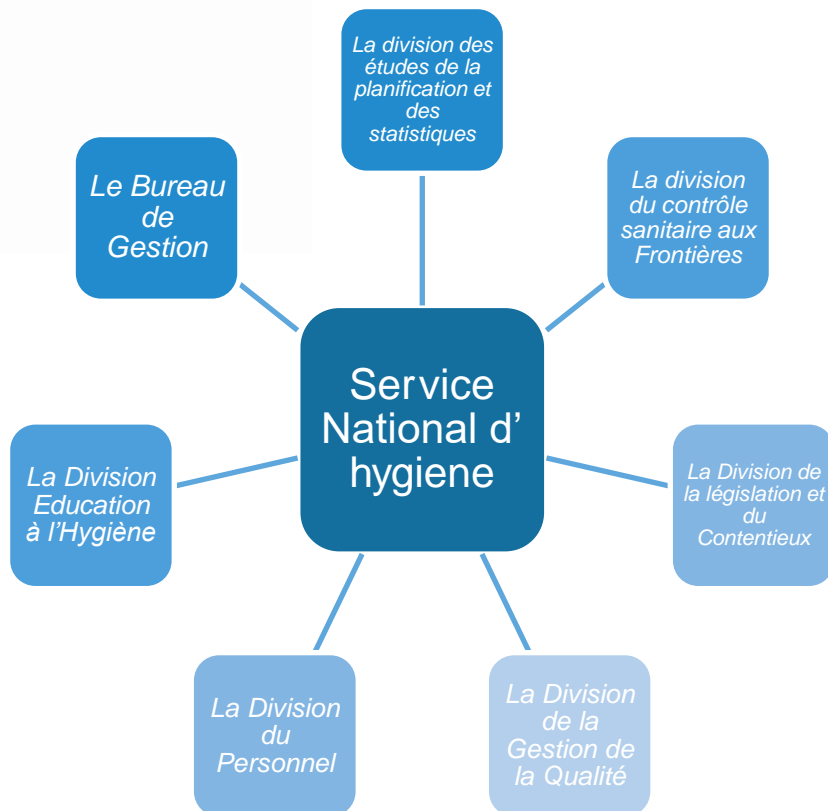 La division des
études de la
planification et
des
statistiques
La division
du contrôle
sanitaire aux
Frontières
La Division de
la législation et
du
Contentieux
La Division
de la
Gestion de
la Qualité
La Division
du
Personnel
La Division
Education
à l'Hygiène
Le Bureau
de
Gestion
Service
National d'
hygiene